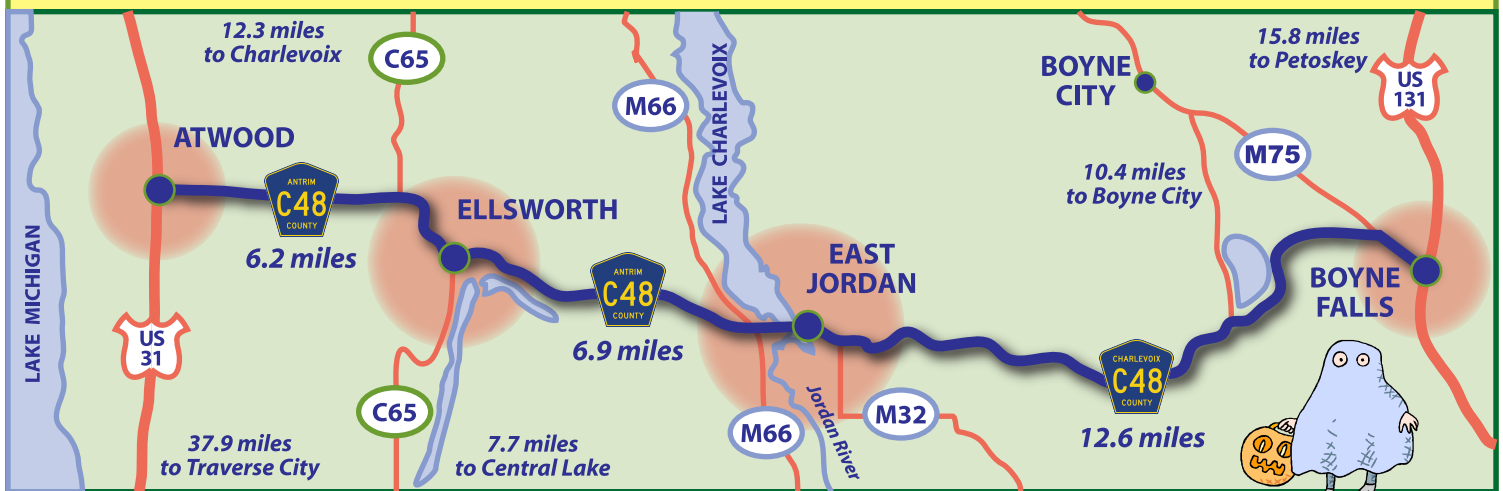 12.3 miles
to Charlevoix
C65
M66
LAKE CHARLEVOIX
BOYNE
CITY
15.8 miles
to Petoskey
US
131
ATWOOD
M75
10.4 miles
to Boyne City
ANTRIM
C48
COUNTY
6.2 miles
ELLSWORTH
LAKE MICHIGAN
ANTRIM
C48
COUNTY
6.9 miles
EAST
JORDAN
BOYNE
FALLS
US
31
CHARLEVOIX
C48
COUNTY
12.6 miles
C65
M66
Jordan River
M32
37.9 miles
to Traverse City
7.7 miles
to Central Lake